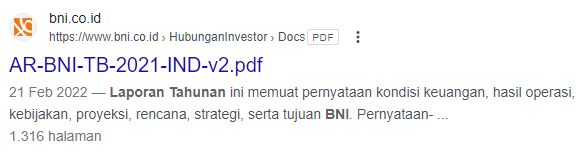 bni.co.id
https://www.bni.co.id › HubunganInvestor › Docs PDF
AR-BNI-TB-2021-IND-v2.pdf
21 Feb 2022 — Laporan Tahunan ini memuat pernyataan kondisi keuangan, hasil operasi,
kebijakan, proyeksi, rencana, strategi, serta tujuan BNI. Pernyataan- ...
1.316 halaman